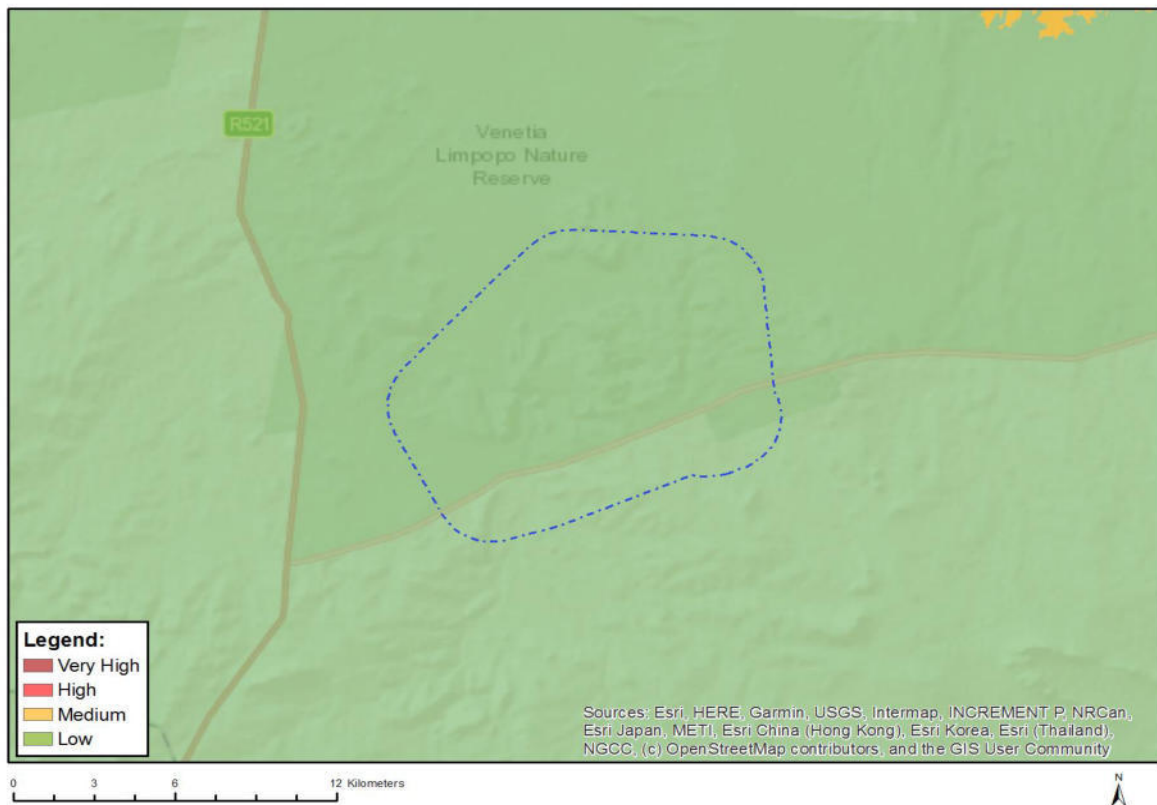 R521
Venetia
Limpopo Nature
Reserve
Legend:
Very High
High
Medium
Low
Sources: Esri, HERE, Garmin, USGS, Intermap, INCREMENT P, NRCan,
Esri Japan, METI, Esri China (Hong Kong), Esri Korea, Esri (Thailand),
NGCC, (c) OpenStreetMap contributors, and the GIS User Community
0 3 6 12 Kilometers
N